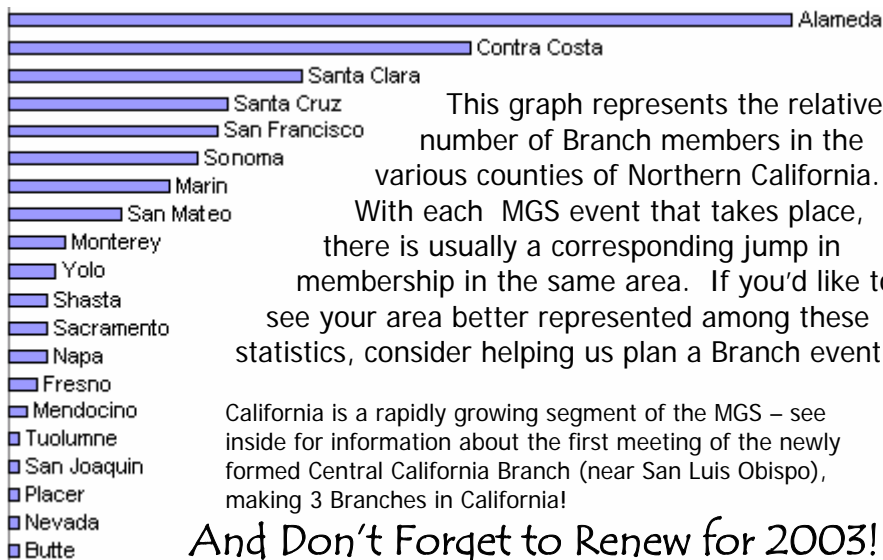 Alameda
Contra Costa
Santa Clara
Santa Cruz
San Francisco
Sonoma
Marin
San Mateo
Monterey
Yolo
Shasta
Sacramento
Napa
Fresno
Mendocino
Tuolumne
San Joaquin
Placer
Nevada
Butte
This graph represents the relative
number of Branch members in the
various counties of Northern California.
With each MGS event that takes place,
there is usually a corresponding jump in
membership in the same area. If you'd like to
see your area better represented among these
statistics, consider helping us plan a Branch event
California is a rapidly growing segment of the MGS – see
inside for information about the first meeting of the newly
formed Central California Branch (near San Luis Obispo),
making 3 Branches in California!
And Don't Forget to Renew for 2003!